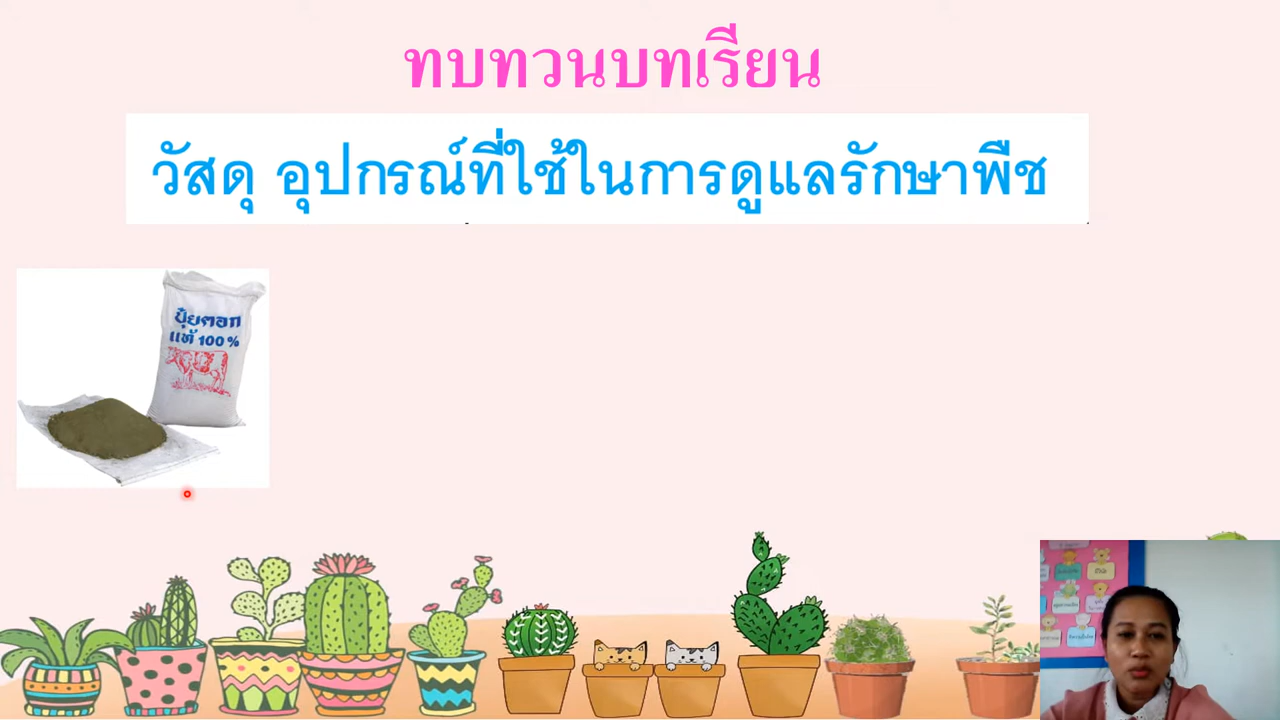 ทบทวนบทเรียน
วัสดุ อุปกรณ์ที่ใช้ในการดูแลรักษาพืช
ปุ๋ยคอก
แท้ 100 %